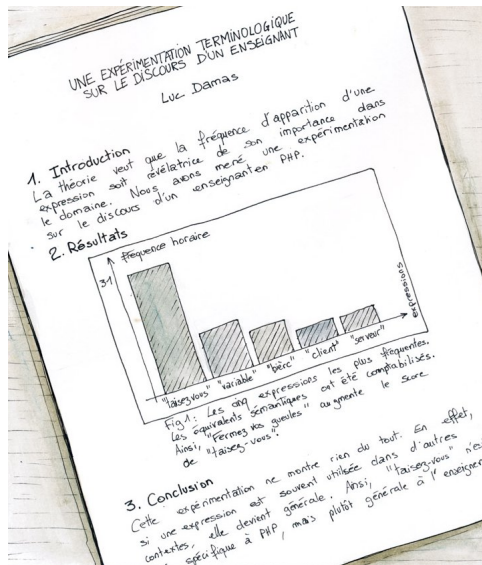 UNE EXPÉRIMENTATION TERMINOLOGIQUE
SUR LE DISCOURS D'UN ENSEIGNANT
Luc Damas
1. Introduction
La théorie veut que la fréquence d'apparition d'une
expression soit révélatrice de son importance dans
le domaine. Nous avons mené une expérimentation
sur le discours d'un enseignant en PHP.
2. Résultats
fréquence horaire
31
expressions
"taisez-vous" "variable" "bière" "client" "serveur"
Fig 1: Les cinq expressions les plus fréquentes.
Les équivalents sémantiques ont été comptabilisés.
Ainsi, "Fermez vos gueules" augmente le score
de "taisez-vous".
3. Conclusion
Cette expérimentation ne montre rien du tout. En effet,
si une expression est souvent utilisée dans d'autres
contextes, elle devient générale. Ainsi, "taisez-vous" n'es
spécifique à PHP, mais plutôt générale à l'enseignem